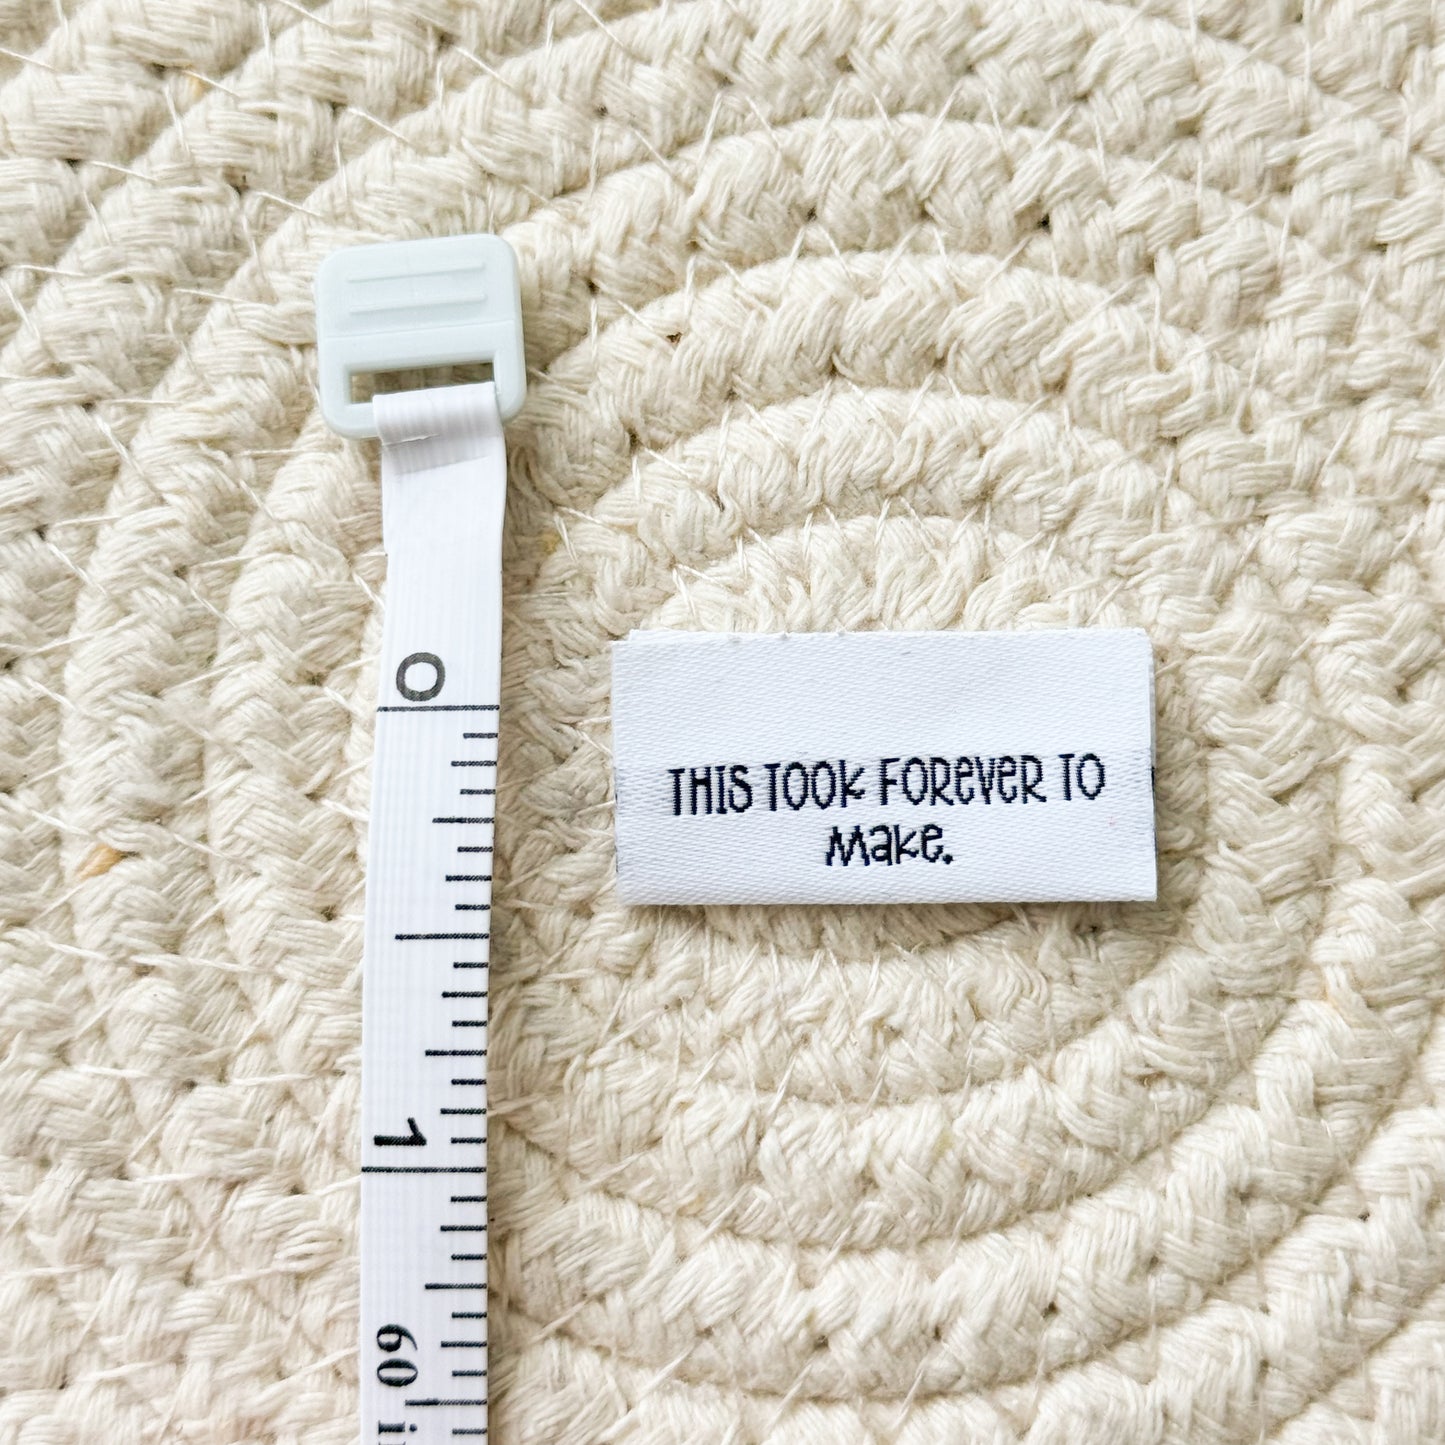 0
THIS TOOK FOREVER TO
MAKE.
1
60 i